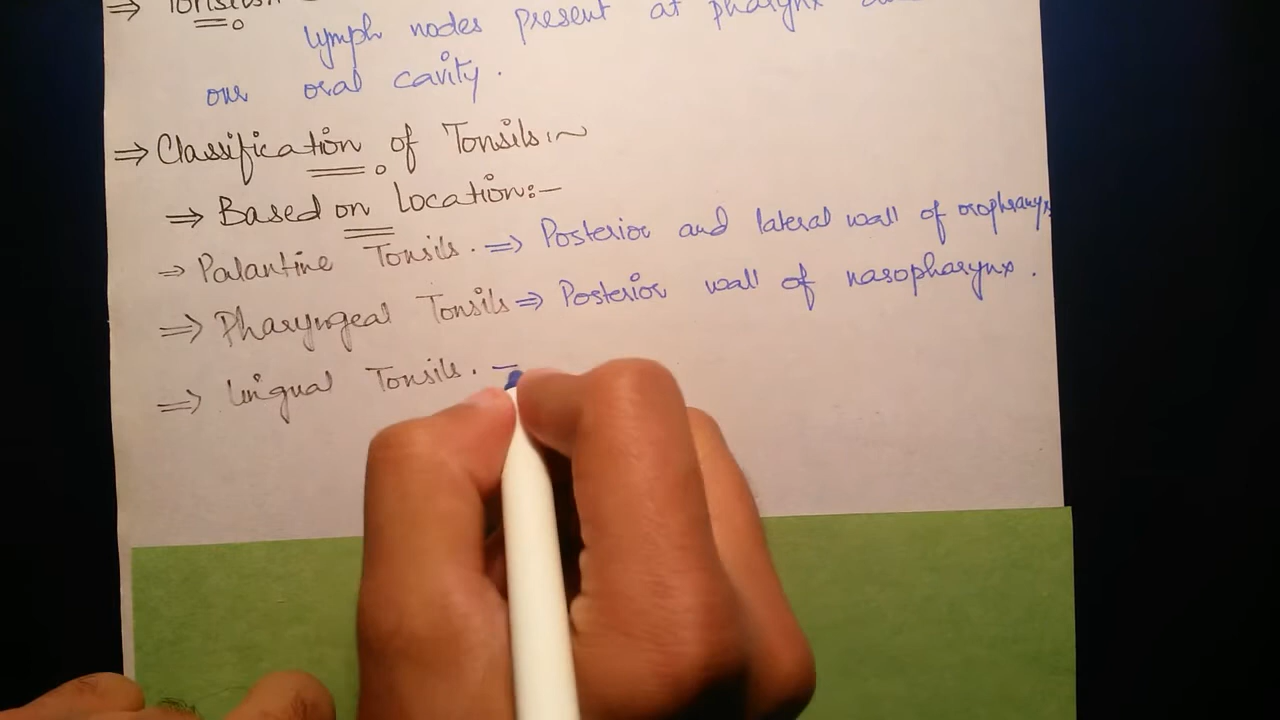 ⇒
lymph nodes present at pharynx
our oral cavity.
⇒ Classification of Tonsils:~
⇒ Based on Location:-
⇒ Palantine Tonsils. ⇒ Posterior and lateral wall of oropharynx
⇒ Pharyngeal Tonsils ⇒ Posterior wall of nasopharynx.
⇒ Lingual Tonsils. -